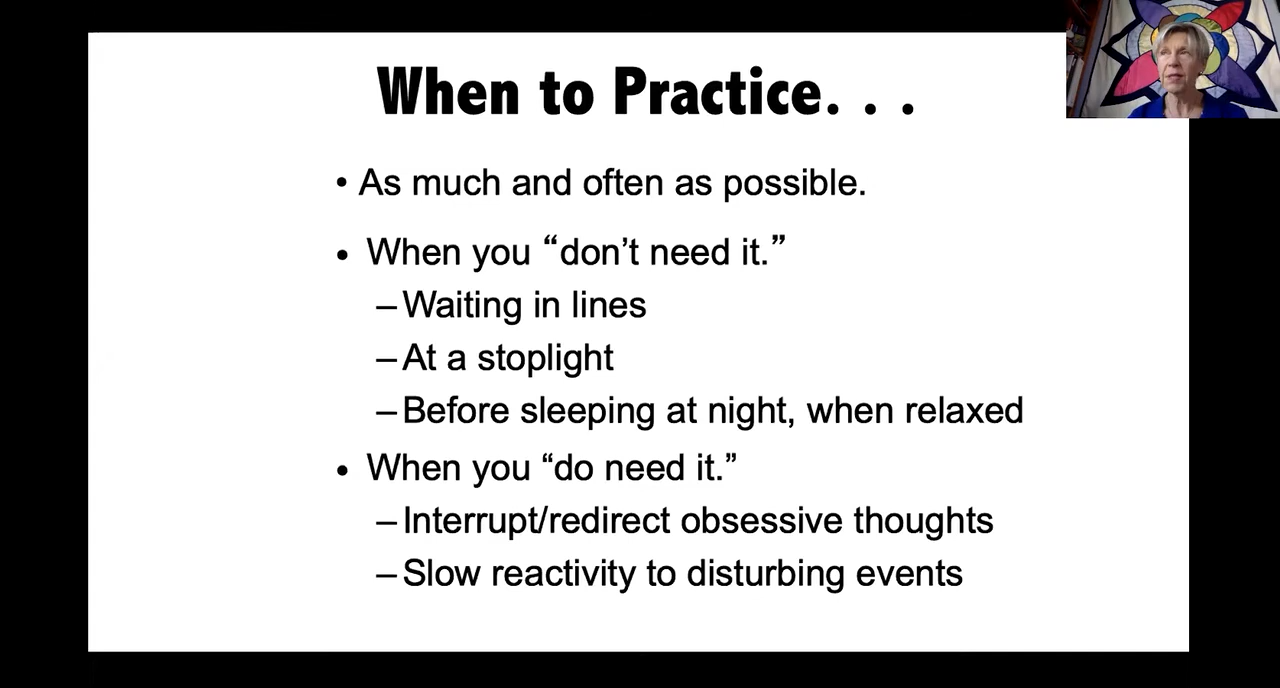 When to Practice. . .
• As much and often as possible.
• When you “don’t need it.”
– Waiting in lines
– At a stoplight
– Before sleeping at night, when relaxed
• When you “do need it.”
– Interrupt/redirect obsessive thoughts
– Slow reactivity to disturbing events